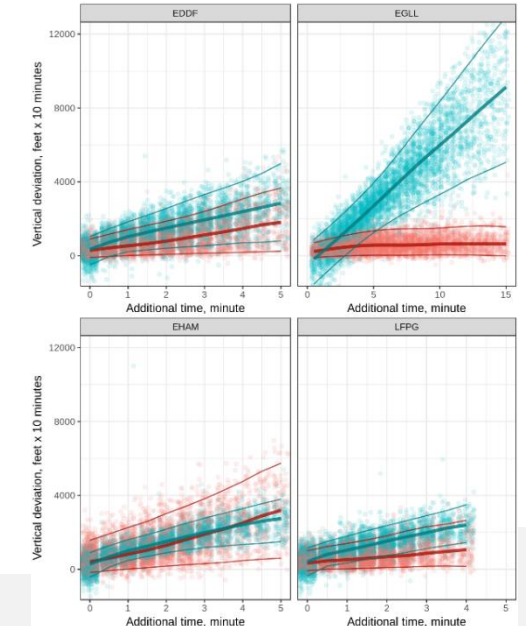 EDDF
EGLL
Vertical deviation, feet x 10 minutes
12000
8000
4000
0
0 1 2 3 4 5
0 5 10 15
Additional time, minute
Additional time, minute
EHAM
LFPG
Vertical deviation, feet x 10 minutes
12000
8000
4000
0
0 1 2 3 4 5
0 1 2 3 4 5
Additional time, minute
Additional time, minute